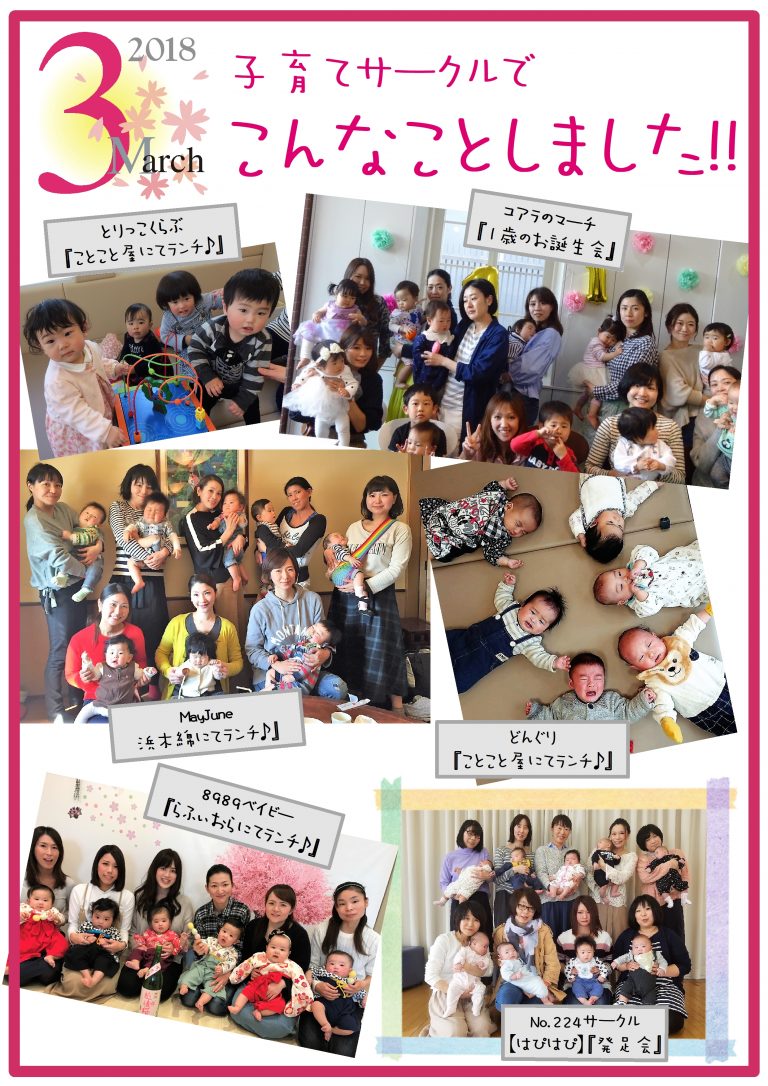 2018
3
March
子育てサークルで
こんなことしました!!
とりっこくらぶ
『ことこと屋にてランチ♪』
コアラのマーチ
『1歳のお誕生会』
MayJune
浜木綿にてランチ♪』
どんぐり
『ことこと屋にてランチ♪』
8989ベイビー
『らふぃおらにてランチ♪』
No.224サークル
【はぴはぴ】『発足会』